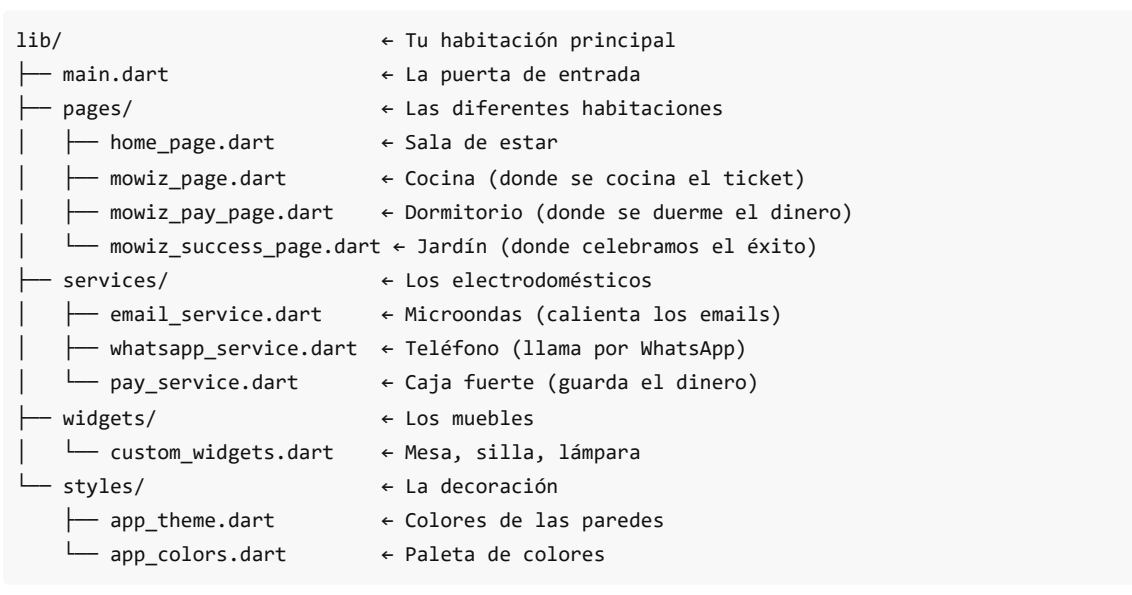 lib/                           ← Tu habitación principal
├── main.dart                  ← La puerta de entrada
├── pages/                     ← Las diferentes habitaciones
│   ├── home_page.dart         ← Sala de estar
│   ├── mowiz_page.dart        ← Cocina (donde se cocina el ticket)
│   ├── mowiz_pay_page.dart    ← Dormitorio (donde se duerme el dinero)
│   └── mowiz_success_page.dart ← Jardín (donde celebramos el éxito)
├── services/                  ← Los electrodomésticos
│   ├── email_service.dart     ← Microondas (calienta los emails)
│   ├── whatsapp_service.dart  ← Teléfono (llama por WhatsApp)
│   └── pay_service.dart       ← Caja fuerte (guarda el dinero)
├── widgets/                   ← Los muebles
│   └── custom_widgets.dart    ← Mesa, silla, lámpara
└── styles/                    ← La decoración
    ├── app_theme.dart         ← Colores de las paredes
    └── app_colors.dart        ← Paleta de colores